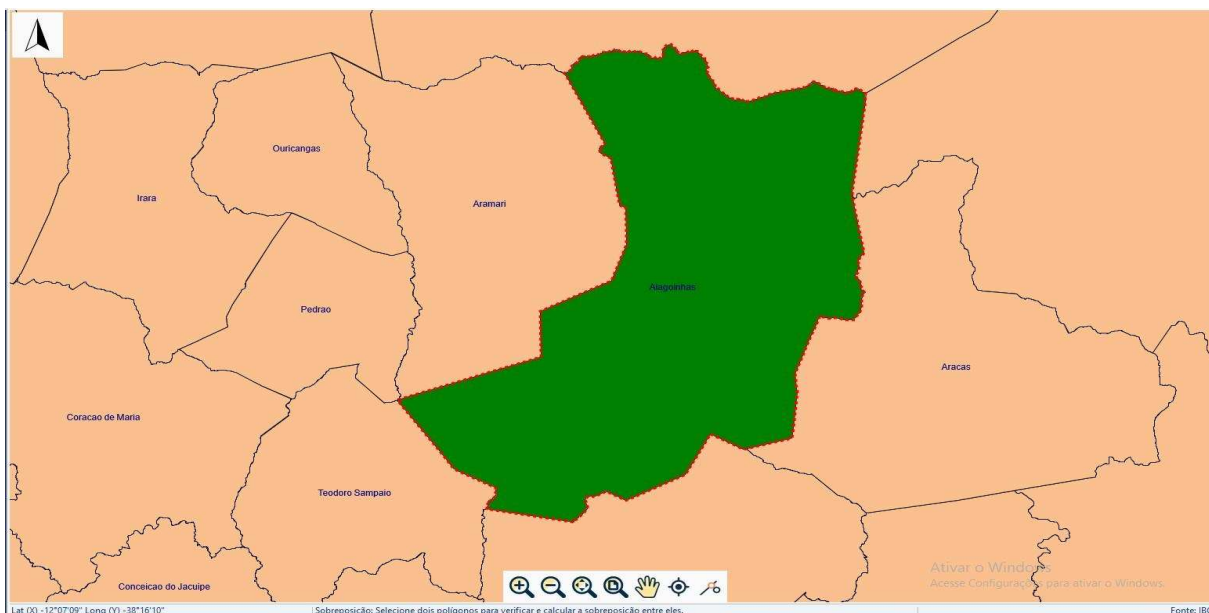 Ouricangas
Irara
Aramari
Alagoinhas
Pedrao
Aracas
Coracao de Maria
Teodoro Sampaio
Conceicao do Jacuipe
Ativar o Windows
Acesse Configurações para ativar o Windows.
Lat (X) -12°07'09" Long (Y) -38°16'10"
Sobreposição: Selecione dois polígonos para verificar e calcular a sobreposição entre eles.
Fonte: